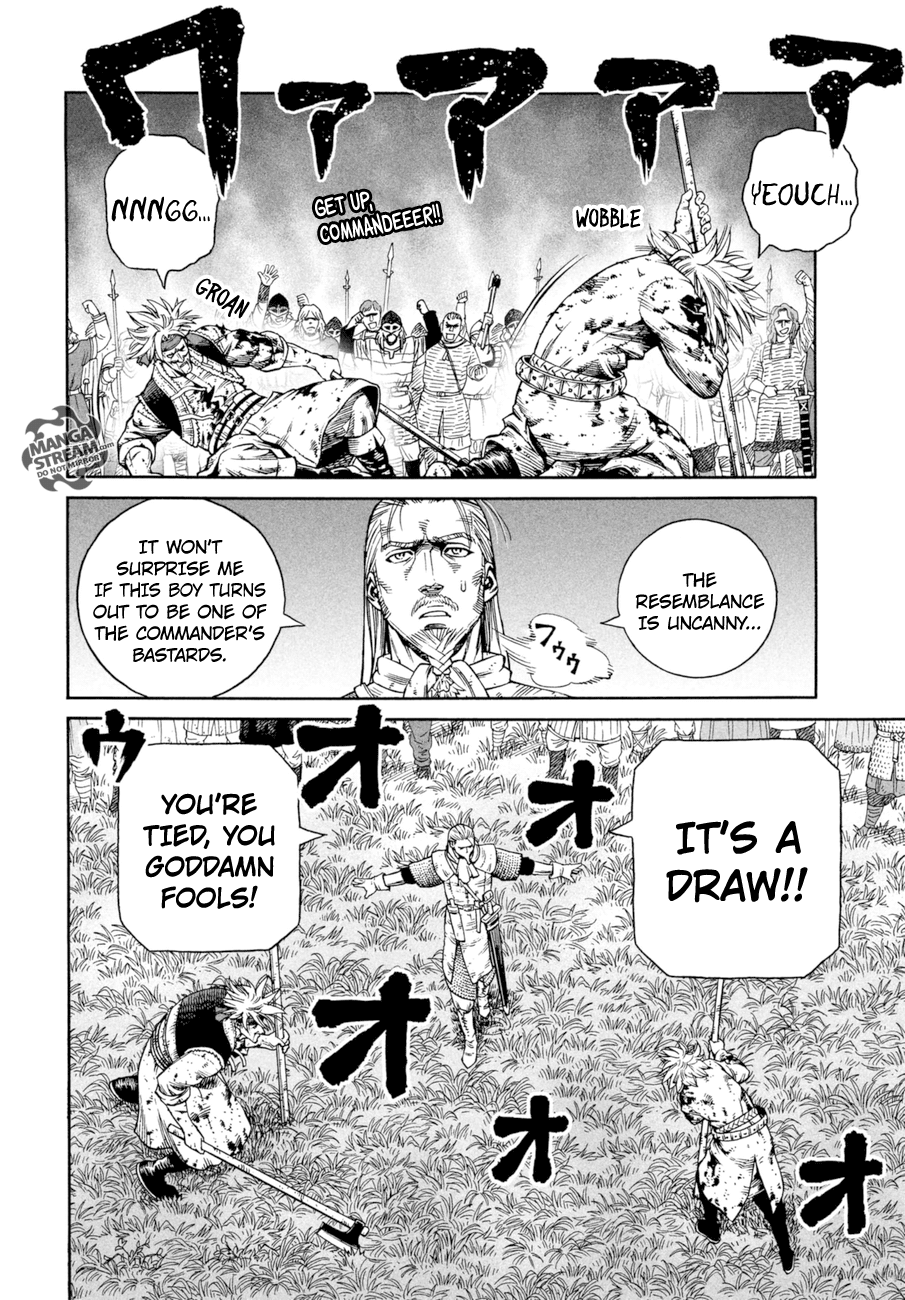 ワァアアア
YEOUCH...
WOBBLE
GET UP,
COMMANDEEER!!
NNNGG...
GROAN
MANGA
STREAM.com
DO NOT MIRROR
THE
RESEMBLANCE
IS UNCANNY...
フゥゥ
IT WON'T
SURPRISE ME
IF THIS BOY TURNS
OUT TO BE ONE OF
THE COMMANDER'S
BASTARDS.
IT'S A
DRAW!!
YOU'RE
TIED, YOU
GODDAMN
FOOLS!
ウオオオオオ